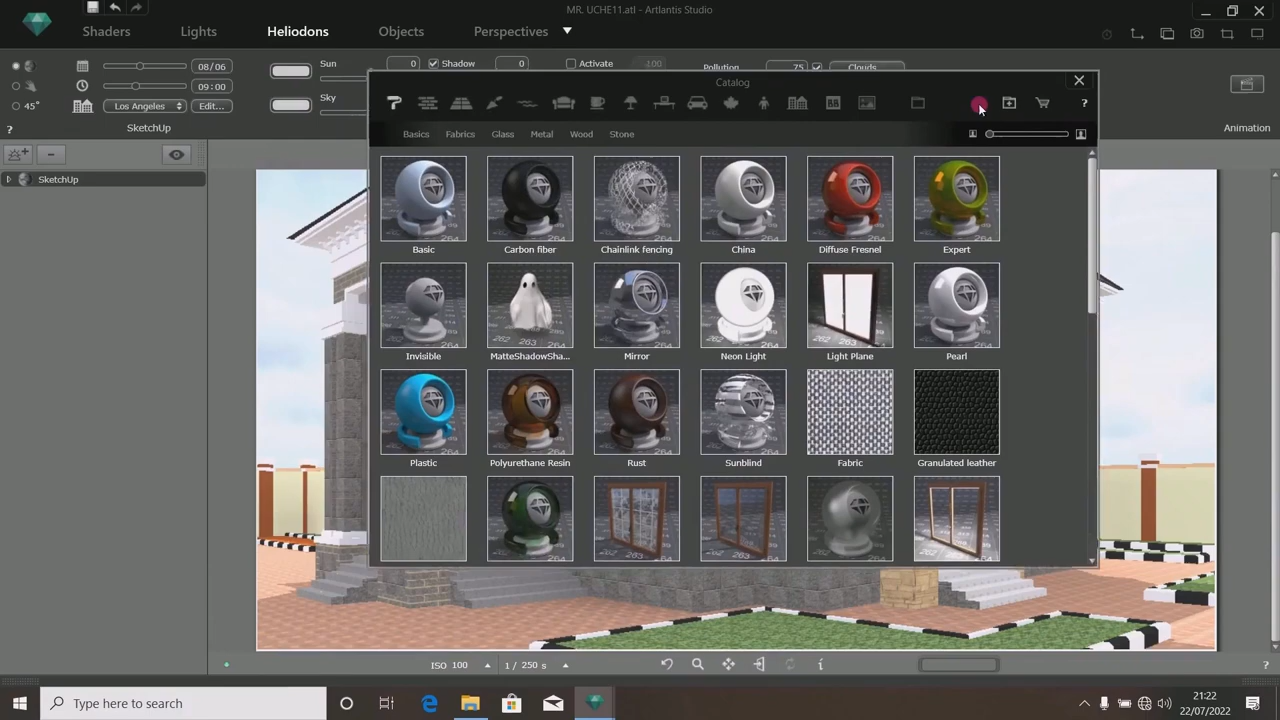 MR. UCHE11.atl - Artlantis Studio
Shaders Lights Heliodons Objects Perspectives
08/06 Sun 0 Shadow 0 Activate Pollution 75 Clouds
09:00
45° Los Angeles Edit... Sky
? SketchUp Animation
Catalog
?
Basics Fabrics Glass Metal Wood Stone
SketchUp
Basic Carbon fiber Chainlink fencing China Diffuse Fresnel Expert
Invisible MatteShadowSha... Mirror Neon Light Light Plane Pearl
Plastic Polyurethane Resin Rust Sunblind Fabric Granulated leather
ISO 100 1 / 250 s ?
Type here to search
21:22
22/07/2022